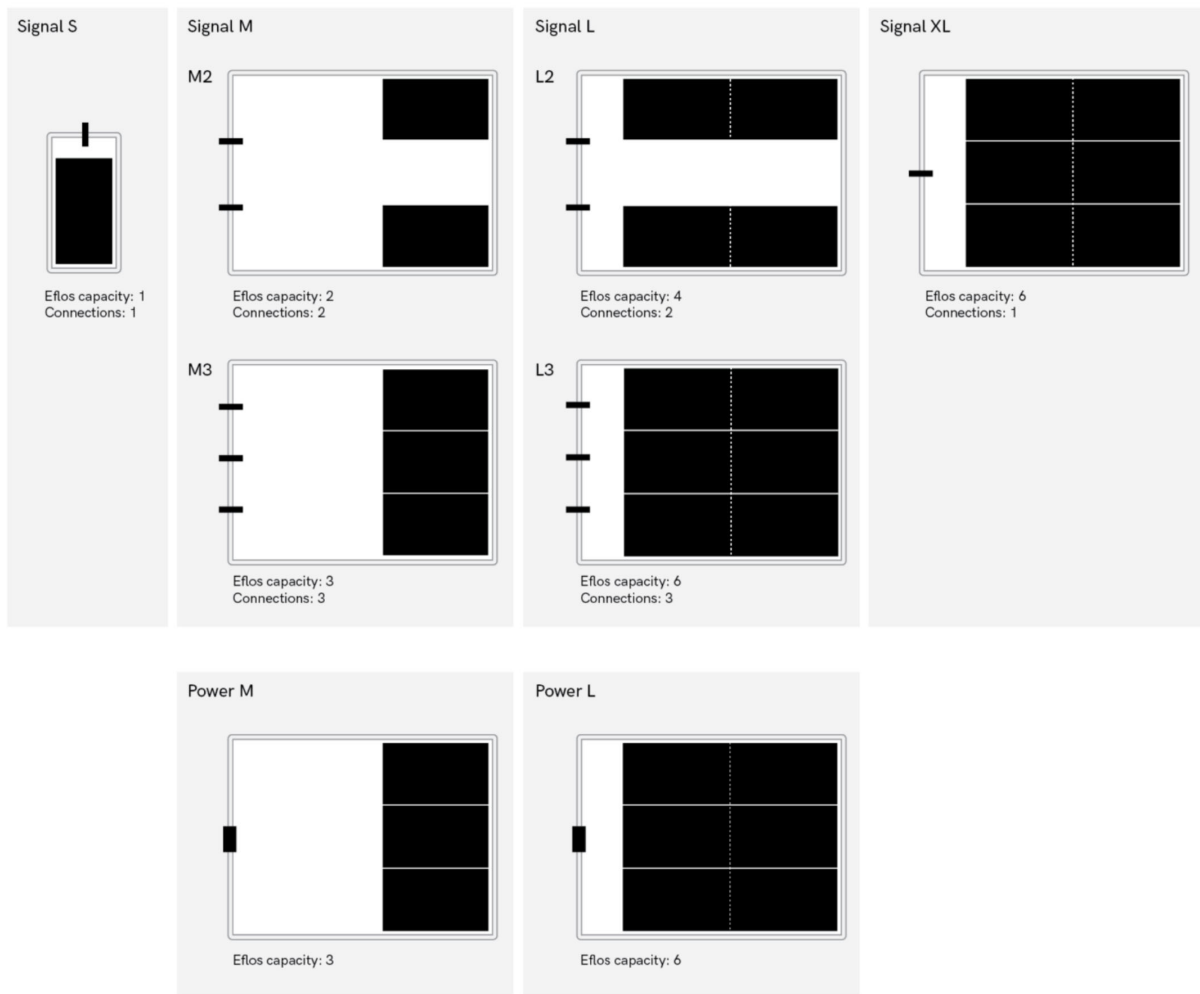 Signal S
Eflos capacity: 1
Connections: 1
Signal M
M2
Eflos capacity: 2
Connections: 2
M3
Eflos capacity: 3
Connections: 3
Signal L
L2
Eflos capacity: 4
Connections: 2
L3
Eflos capacity: 6
Connections: 3
Signal XL
Eflos capacity: 6
Connections: 1
Power M
Eflos capacity: 3
Power L
Eflos capacity: 6